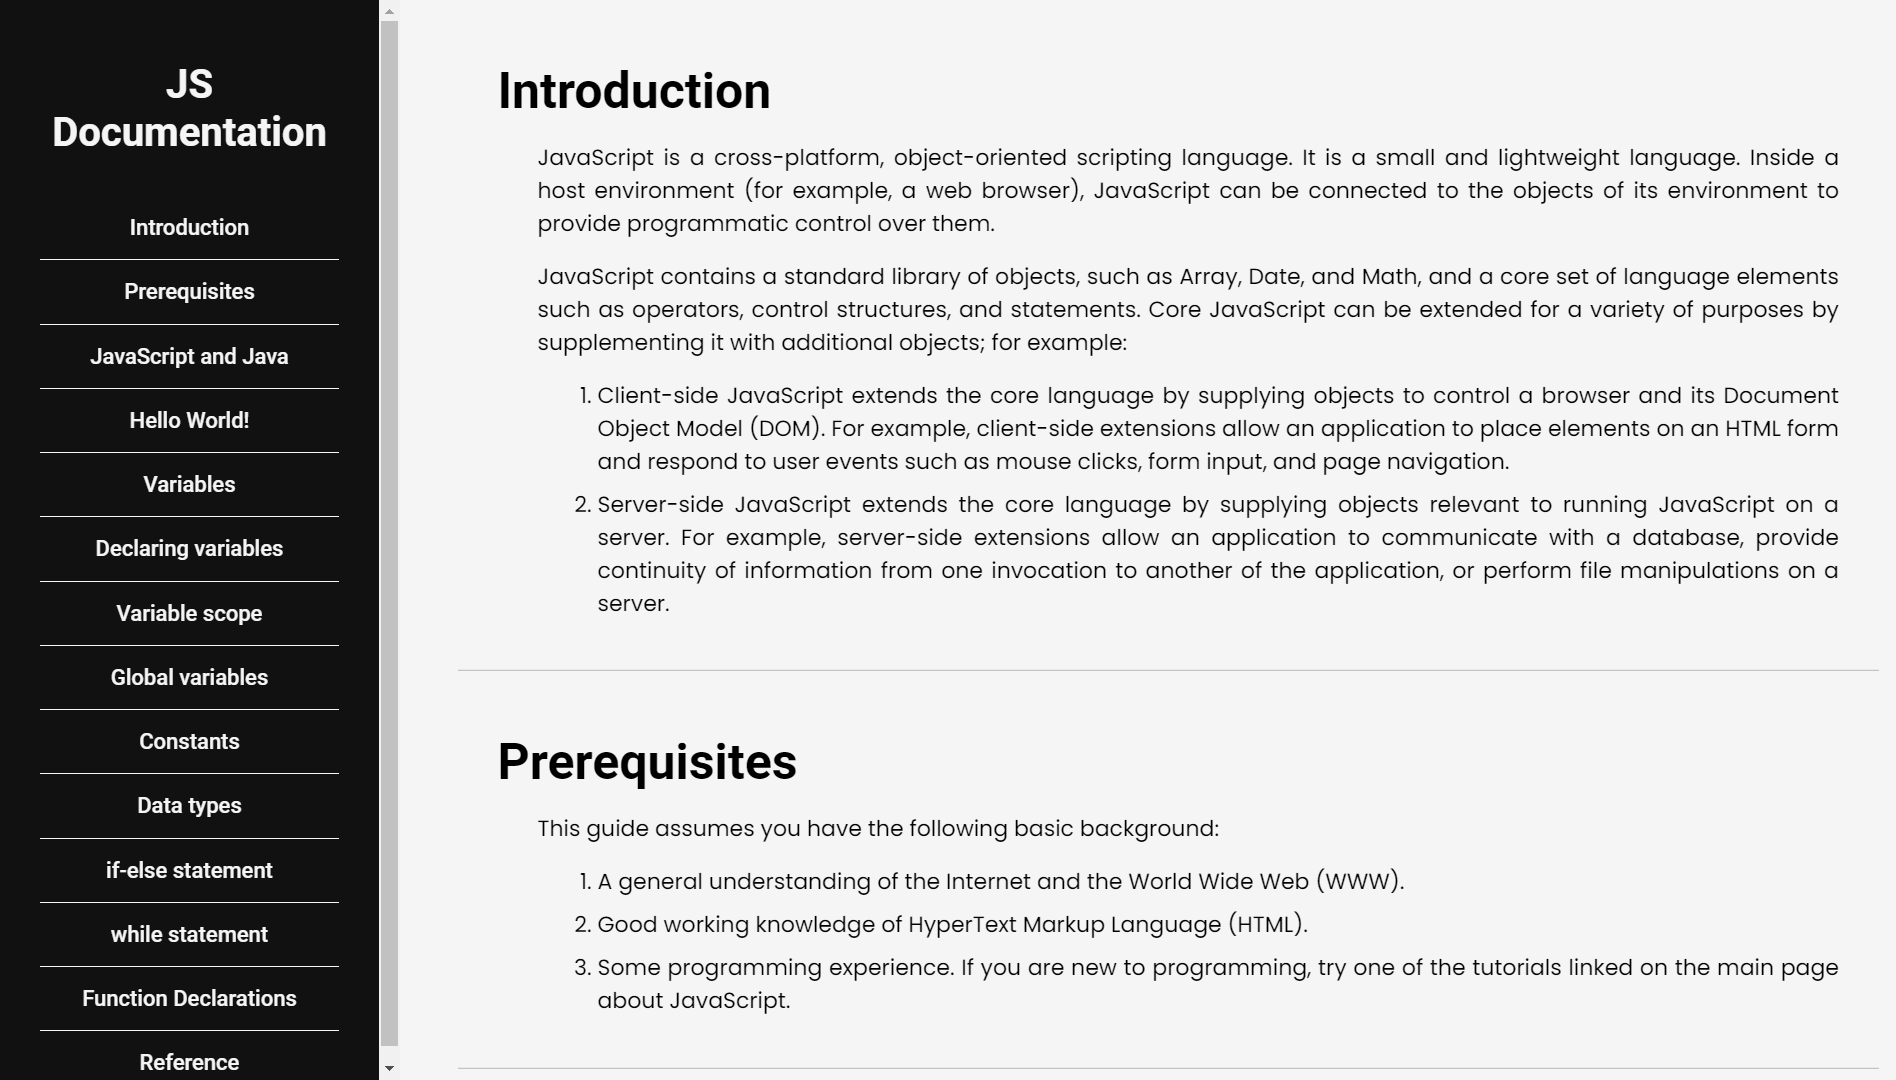 JS
Documentation
Introduction
Prerequisites
JavaScript and Java
Hello World!
Variables
Declaring variables
Variable scope
Global variables
Constants
Data types
if-else statement
while statement
Function Declarations
Reference
Introduction
JavaScript is a cross-platform, object-oriented scripting language. It is a small and lightweight language. Inside a
host environment (for example, a web browser), JavaScript can be connected to the objects of its environment to
provide programmatic control over them.
JavaScript contains a standard library of objects, such as Array, Date, and Math, and a core set of language elements
such as operators, control structures, and statements. Core JavaScript can be extended for a variety of purposes by
supplementing it with additional objects; for example:
1. Client-side JavaScript extends the core language by supplying objects to control a browser and its Document
Object Model (DOM). For example, client-side extensions allow an application to place elements on an HTML form
and respond to user events such as mouse clicks, form input, and page navigation.
2. Server-side JavaScript extends the core language by supplying objects relevant to running JavaScript on a
server. For example, server-side extensions allow an application to communicate with a database, provide
continuity of information from one invocation to another of the application, or perform file manipulations on a
server.
Prerequisites
This guide assumes you have the following basic background:
1. A general understanding of the Internet and the World Wide Web (WWW).
2. Good working knowledge of HyperText Markup Language (HTML).
3. Some programming experience. If you are new to programming, try one of the tutorials linked on the main page
about JavaScript.